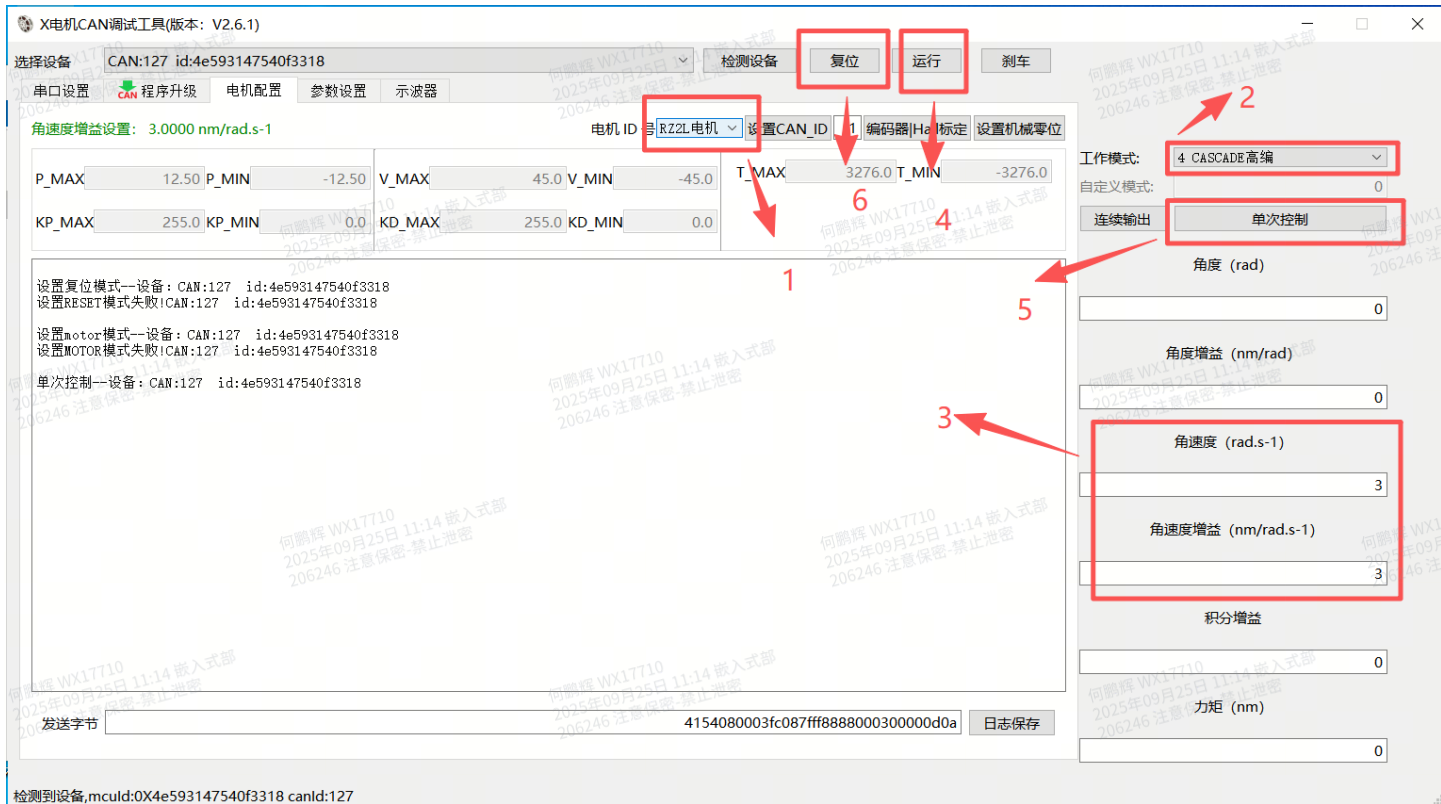 X电机CAN调试工具(版本：V2.6.1)
选择设备
CAN:127 id:4e593147540f3318
检测设备
复位
运行
刹车
串口设置
CAN 程序升级
电机配置
参数设置
示波器
2
角速度增益设置： 3.0000 nm/rad.s-1
电机 ID 号
RZ2L电机
设置CAN_ID
1
编码器|Hall标定
设置机械零位
工作模式:
4 CASCADE高编
自定义模式:
0
P_MAX
12.50
P_MIN
-12.50
V_MAX
45.0
V_MIN
-45.0
T_MAX
3276.0
T_MIN
-3276.0
KP_MAX
255.0
KP_MIN
0.0
KD_MAX
255.0
KD_MIN
0.0
6
4
连续输出
单次控制
1
5
3
设置复位模式--设备：CAN:127 id:4e593147540f3318
设置RESET模式失败!CAN:127 id:4e593147540f3318
设置motor模式--设备：CAN:127 id:4e593147540f3318
设置MOTOR模式失败!CAN:127 id:4e593147540f3318
单次控制--设备：CAN:127 id:4e593147540f3318
角度（rad）
0
角度增益（nm/rad）
0
角速度（rad.s-1）
3
角速度增益（nm/rad.s-1）
3
积分增益
0
力矩（nm）
0
发送字节
4154080003fc087fff8888000300000d0a
日志保存
检测到设备,mcuId:0X4e593147540f3318 canId:127
何鹏辉 WX17710
2025年09月25日 11:14 嵌入式部
206246 注意保密-禁止泄密